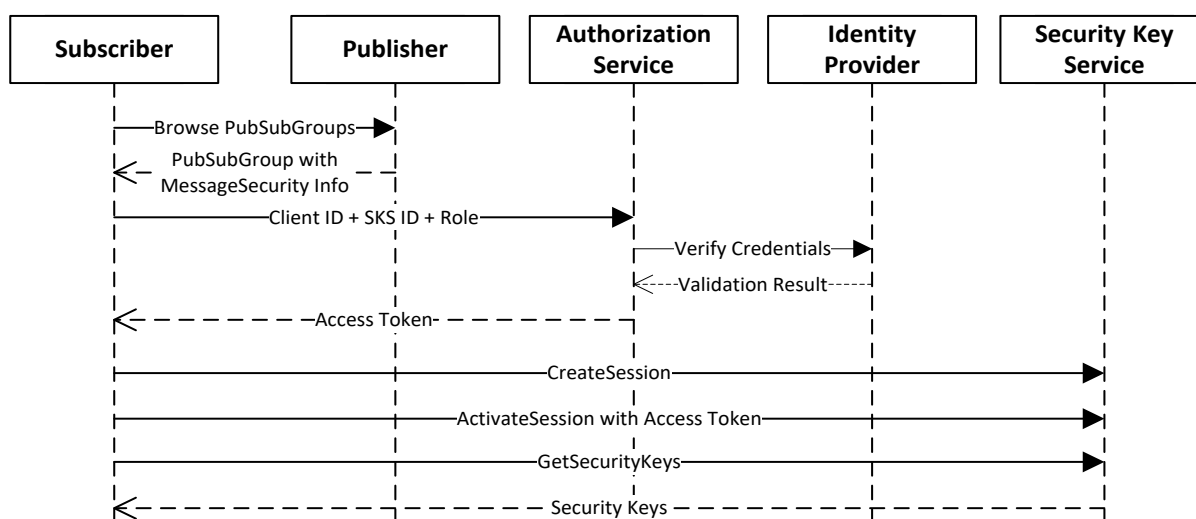 Subscriber
Publisher
Authorization
Service
Identity
Provider
Security Key
Service
Browse PubSubGroups
PubSubGroup with
MessageSecurity Info
Client ID + SKS ID + Role
Verify Credentials
Validation Result
Access Token
CreateSession
ActivateSession with Access Token
GetSecurityKeys
Security Keys